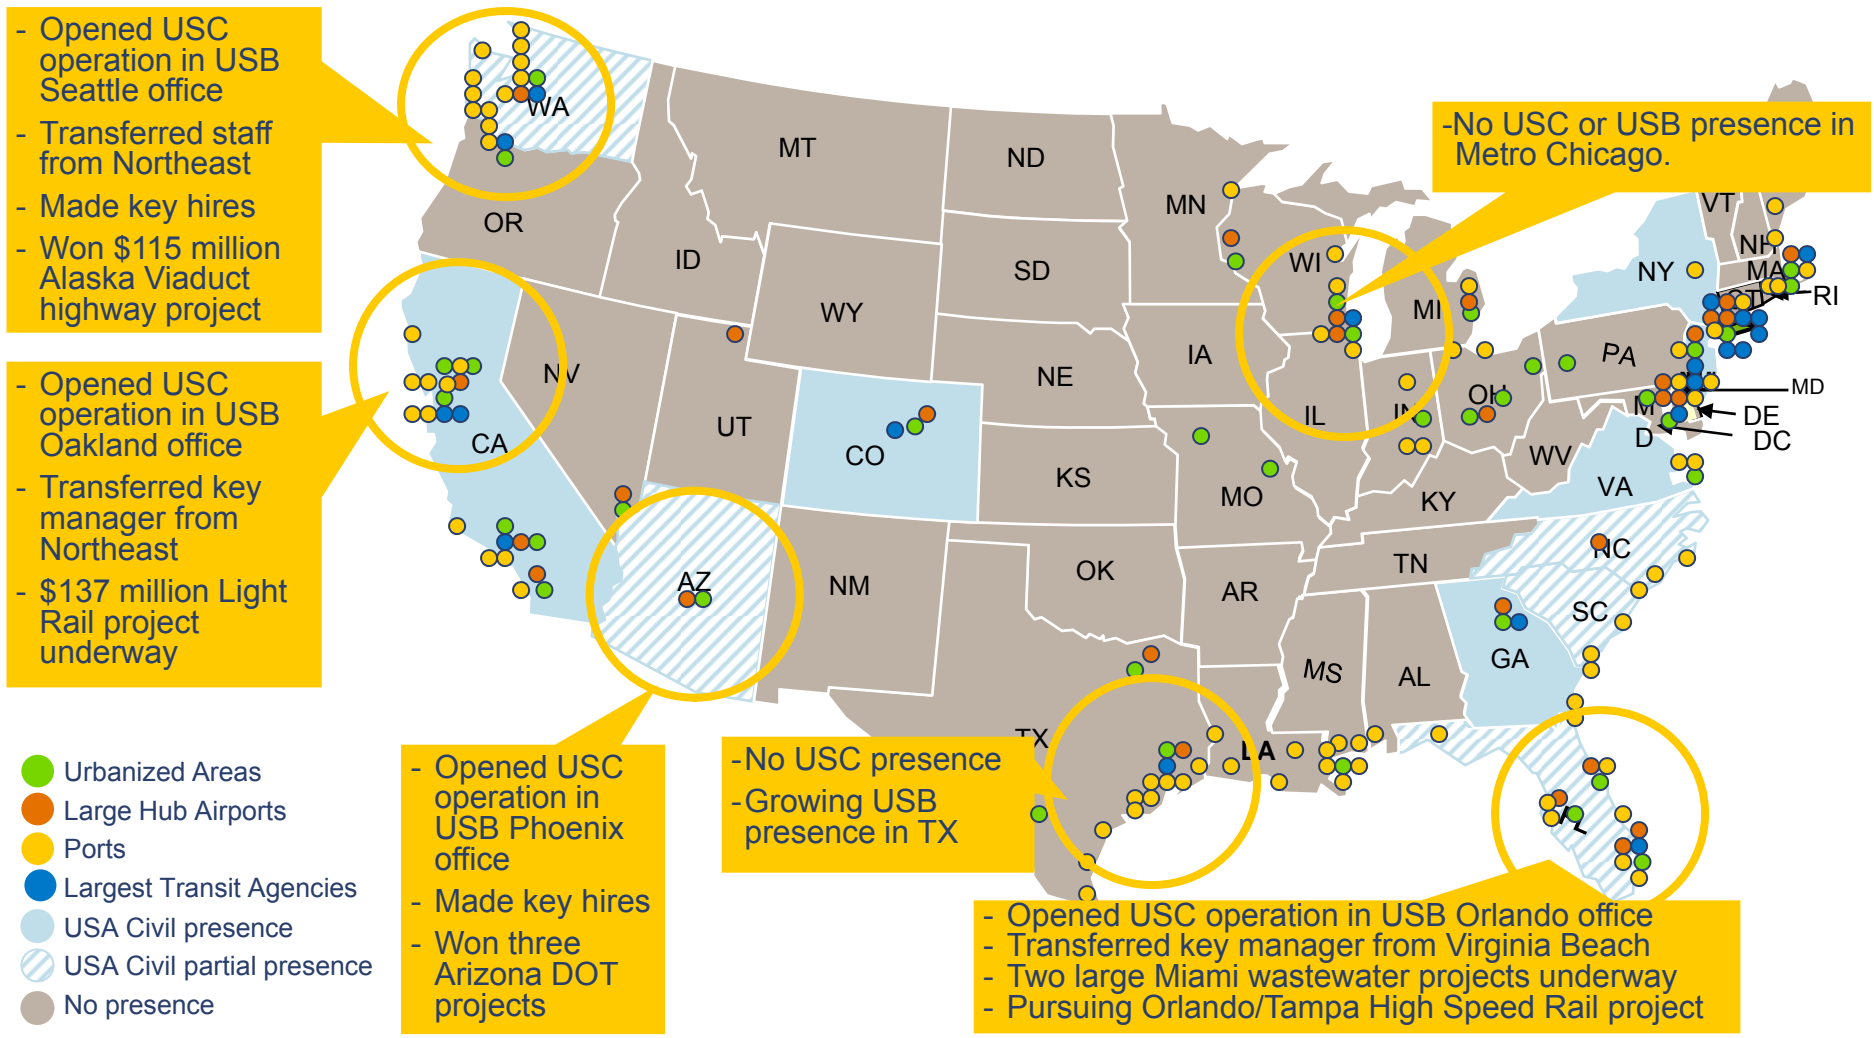 - Opened USC
operation in USB
Seattle office
- Transferred staff
from Northeast
- Made key hires
- Won $115 million
Alaska Viaduct
highway project
- Opened USC
operation in USB
Oakland office
- Transferred key
manager from
Northeast
- $137 million Light
Rail project
underway
-No USC or USB presence in
Metro Chicago.
WA
OR
CA
ID
NV
MT
WY
UT
CO
AZ
NM
ND
SD
NE
KS
OK
TX
MN
IA
MO
AR
LA
WI
IL
MI
IN
OH
KY
TN
MS
AL
GA
SC
NC
VA
WV
PA
NY
VT
NH
MA
CT
RI
MD
DE
DC
M
D
Urbanized Areas
Large Hub Airports
Ports
Largest Transit Agencies
USA Civil presence
USA Civil partial presence
No presence
- Opened USC
operation in
USB Phoenix
office
- Made key hires
- Won three
Arizona DOT
projects
-No USC presence
-Growing USB
presence in TX
- Opened USC operation in USB Orlando office
- Transferred key manager from Virginia Beach
- Two large Miami wastewater projects underway
- Pursuing Orlando/Tampa High Speed Rail project